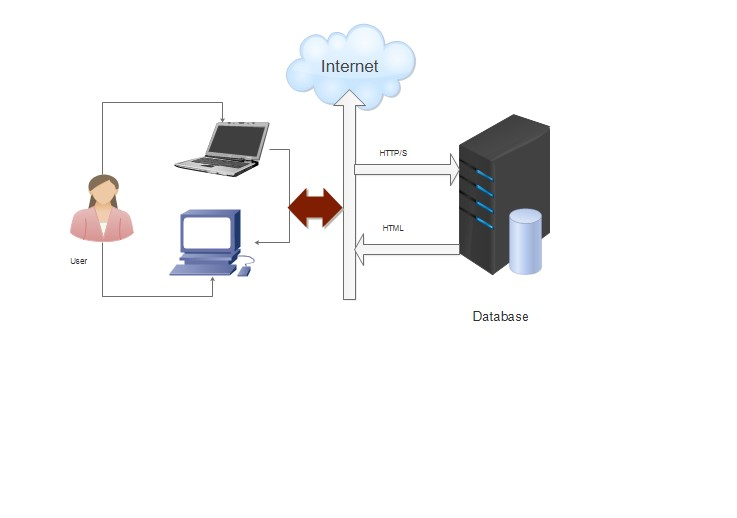 Internet
HTTP/S
HTML
User
Database